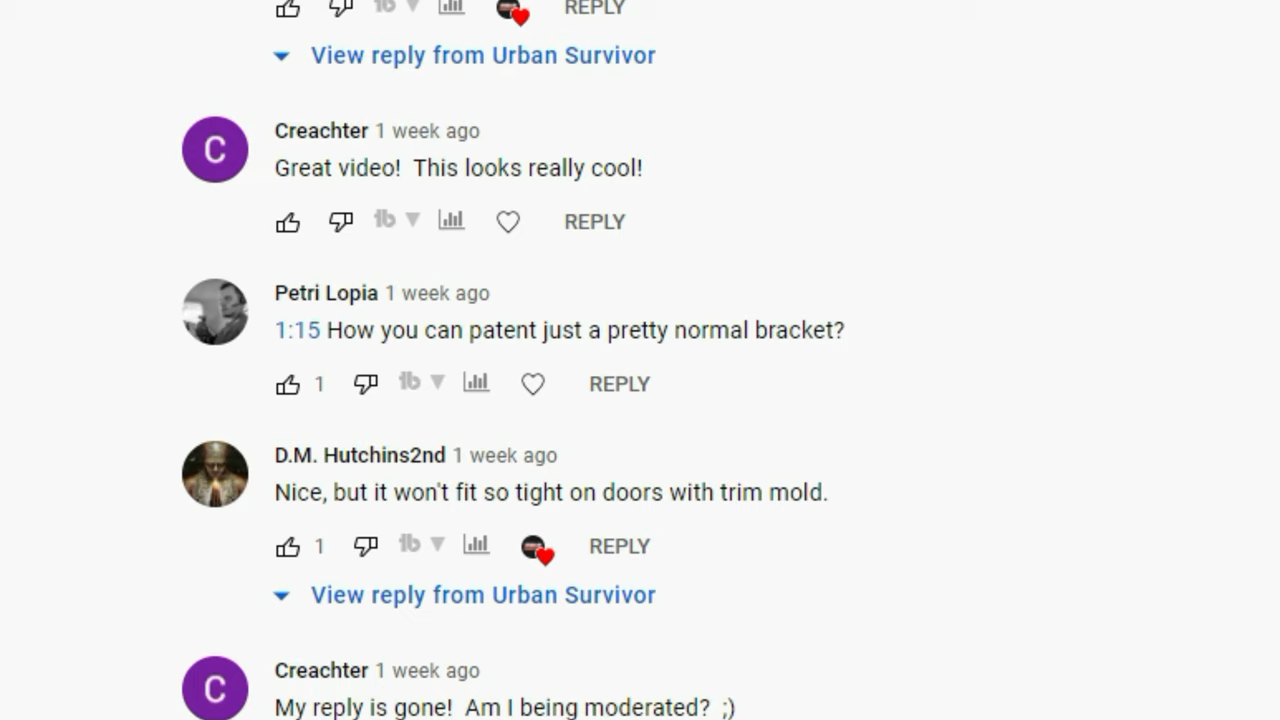 REPLY
View reply from Urban Survivor
C
Creachter 1 week ago
Great video!  This looks really cool!
REPLY
Petri Lopia 1 week ago
1:15 How you can patent just a pretty normal bracket?
1 REPLY
D.M. Hutchins2nd 1 week ago
Nice, but it won't fit so tight on doors with trim mold.
1 REPLY
View reply from Urban Survivor
C
Creachter 1 week ago
My reply is gone!  Am I being moderated?  ;)